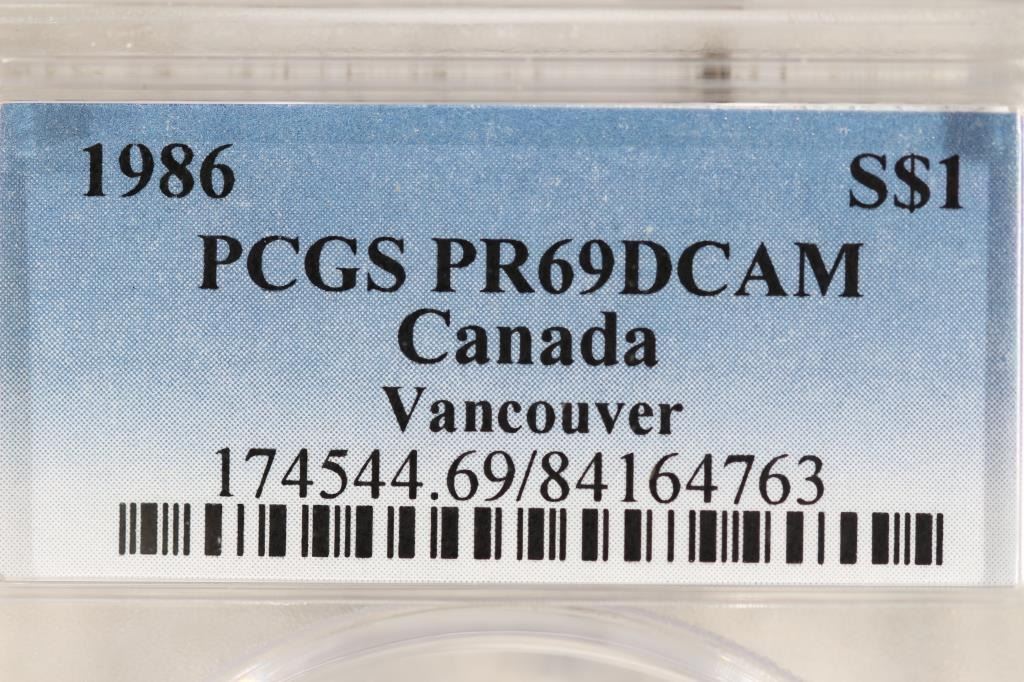 1986 S$1
PCGS PR69DCAM
Canada
Vancouver
174544.69/84164763